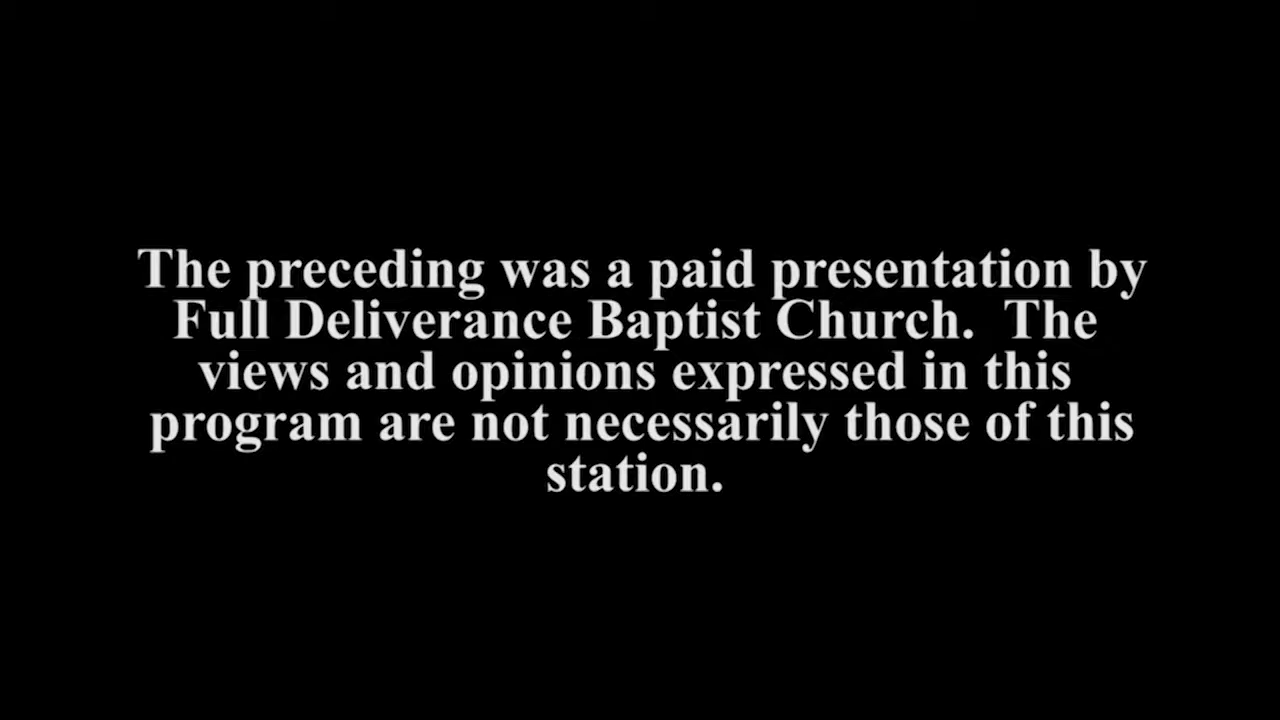 The preceding was a paid presentation by
Full Deliverance Baptist Church.  The
views and opinions expressed in this
program are not necessarily those of this
station.